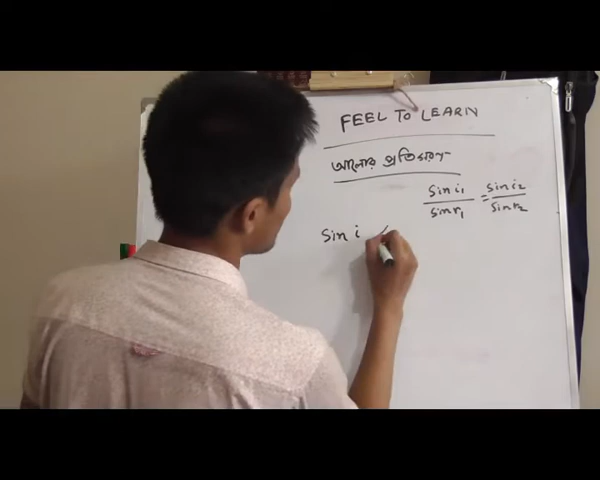 FEEL TO LEARN
আলোর প্রতিসরণ-
sin i₁ / sin r₁ = sin i₂ / sin r₂
sin i